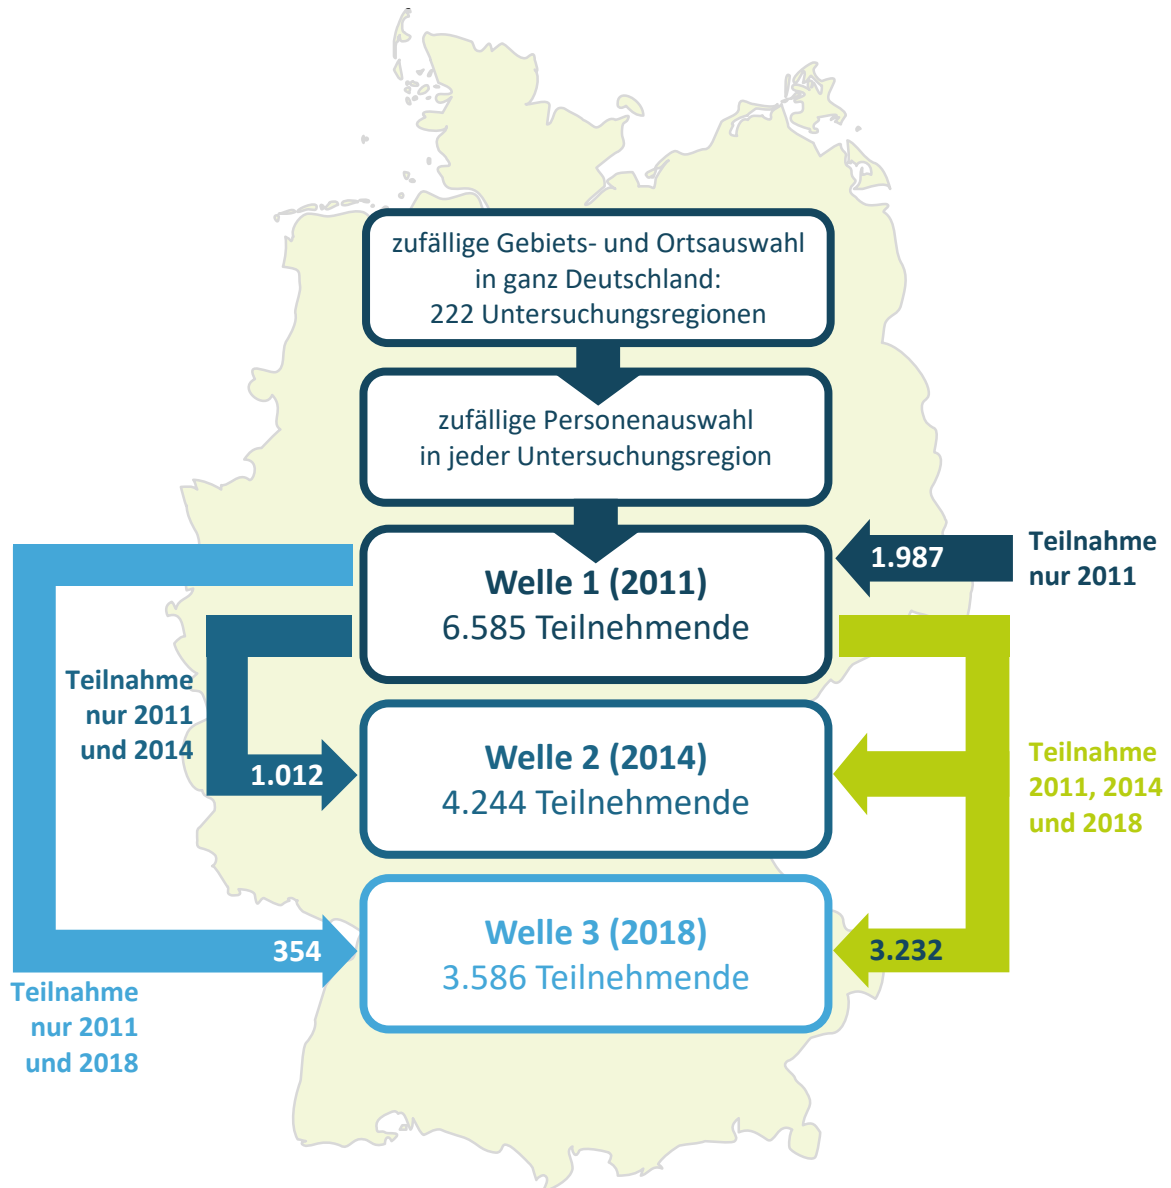 zufällige Gebiets- und Ortsauswahl
in ganz Deutschland:
222 Untersuchungsregionen
zufällige Personenauswahl
in jeder Untersuchungsregion
Welle 1 (2011)
6.585 Teilnehmende
1.987
Teilnahme
nur 2011
Teilnahme
nur 2011
und 2014
1.012
Welle 2 (2014)
4.244 Teilnehmende
Teilnahme
2011, 2014
und 2018
354
Welle 3 (2018)
3.586 Teilnehmende
3.232
Teilnahme
nur 2011
und 2018